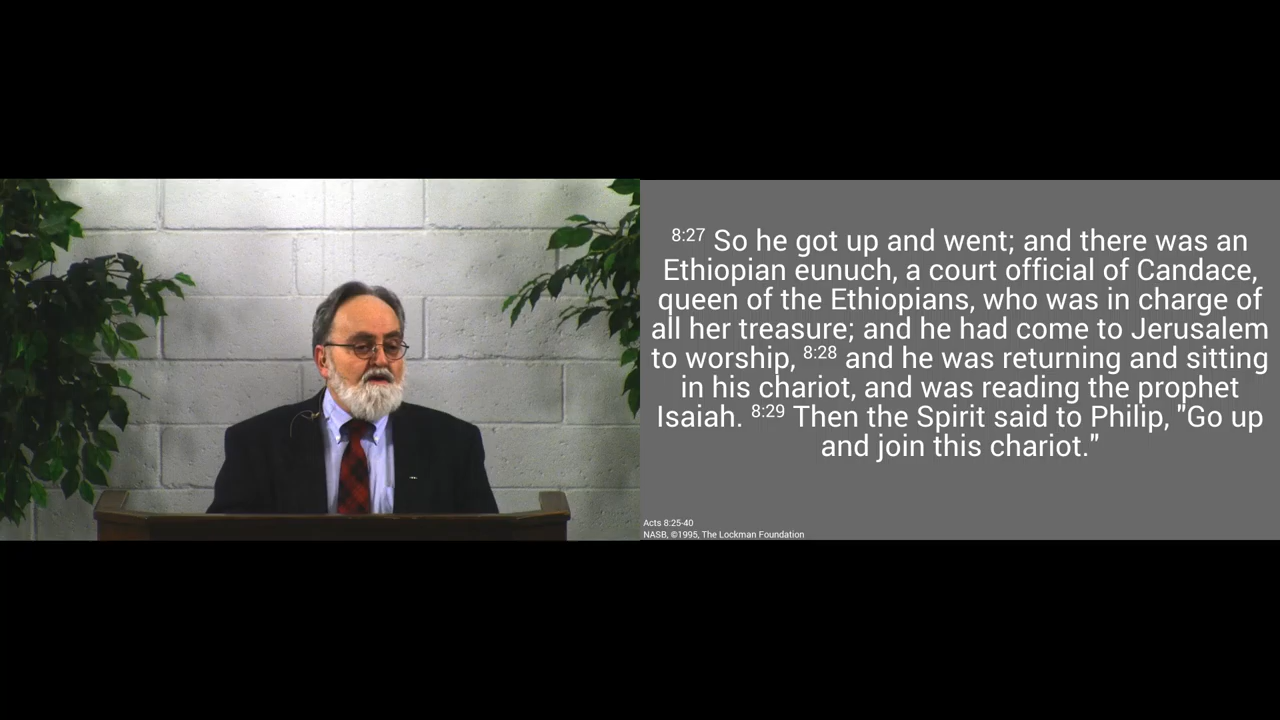 8:27 So he got up and went; and there was an
Ethiopian eunuch, a court official of Candace,
queen of the Ethiopians, who was in charge of
all her treasure; and he had come to Jerusalem
to worship, 8:28 and he was returning and sitting
in his chariot, and was reading the prophet
Isaiah. 8:29 Then the Spirit said to Philip, "Go up
and join this chariot."
Acts 8:25-40
NASB, ©1995, The Lockman Foundation